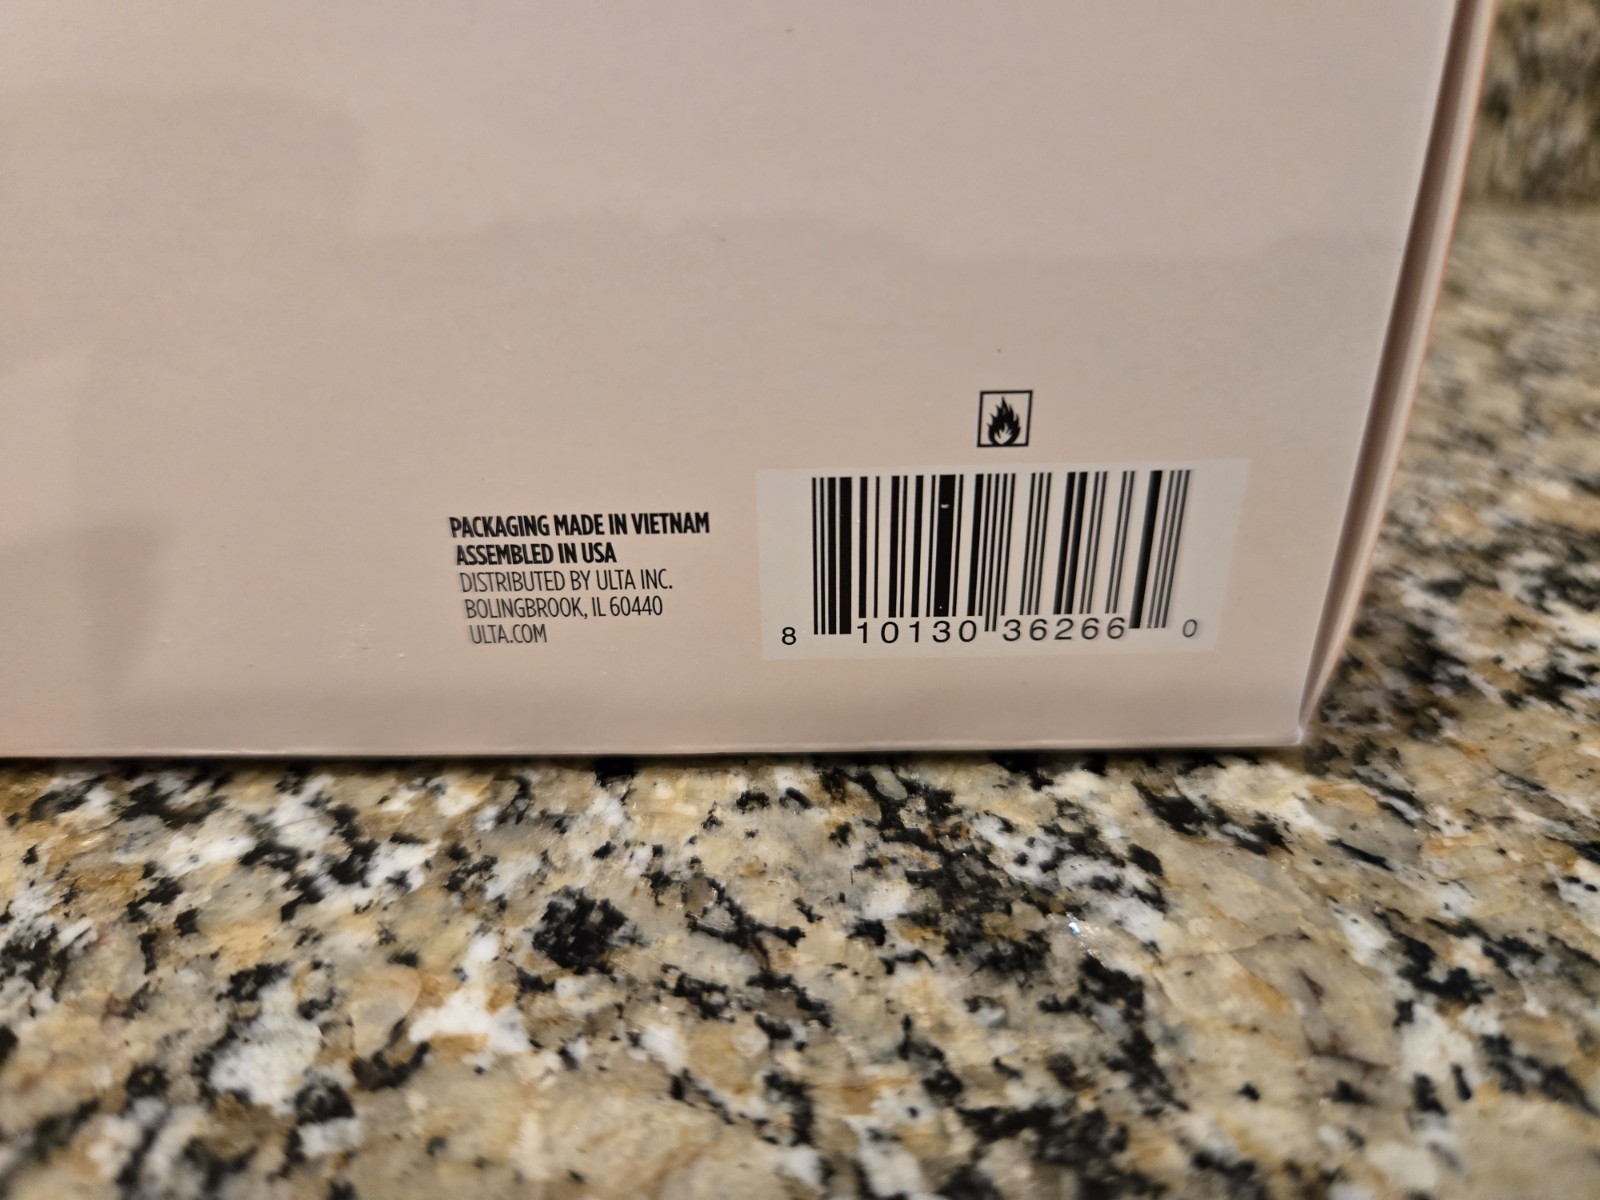 PACKAGING MADE IN VIETNAM
ASSEMBLED IN USA
DISTRIBUTED BY ULTA INC.
BOLINGBROOK, IL 60440
ULTA.COM
8 10130 36266 0